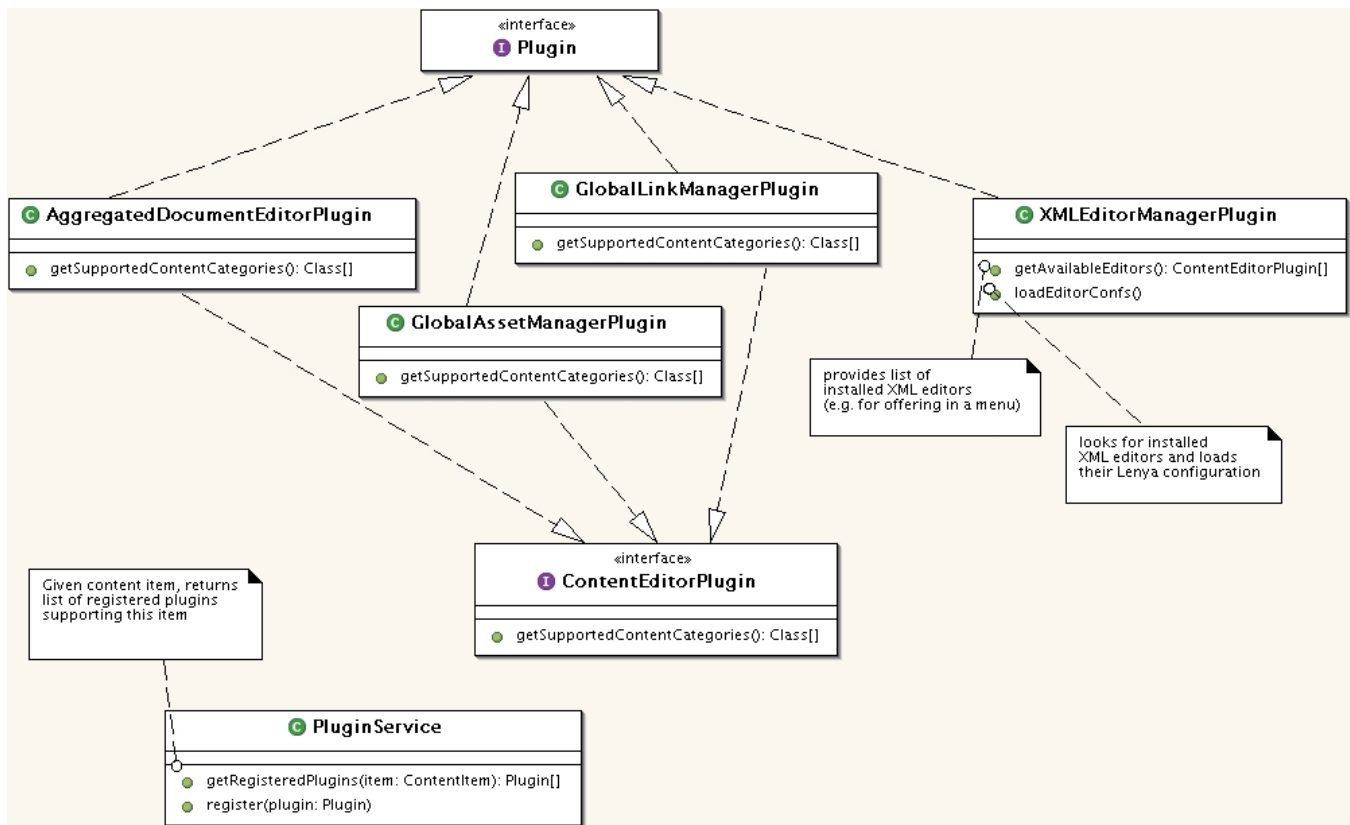 «interface»
Plugin
AggregatedDocumentEditorPlugin
getSupportedContentCategories(): Class[]
GlobalLinkManagerPlugin
getSupportedContentCategories(): Class[]
XMLEditorManagerPlugin
getAvailableEditors(): ContentEditorPlugin[]
loadEditorConfs()
GlobalAssetManagerPlugin
getSupportedContentCategories(): Class[]
provides list of
installed XML editors
(e.g. for offering in a menu)
looks for installed
XML editors and loads
their Lenya configuration
«interface»
ContentEditorPlugin
getSupportedContentCategories(): Class[]
Given content item, returns
list of registered plugins
supporting this item
PluginService
getRegisteredPlugins(item: ContentItem): Plugin[]
register(plugin: Plugin)